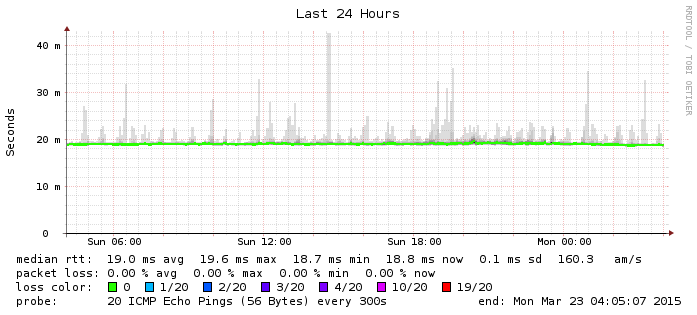 Last 24 Hours
RRDTOOL / TOBI OETIKER
Seconds
40 m
30 m
20 m
10 m
0
Sun 06:00 Sun 12:00 Sun 18:00 Mon 00:00
median rtt: 19.0 ms avg 19.6 ms max 18.7 ms min 18.8 ms now 0.1 ms sd 160.3 am/s
packet loss: 0.00 % avg 0.00 % max 0.00 % min 0.00 % now
loss color: 0 1/20 2/20 3/20 4/20 10/20 19/20
probe: 20 ICMP Echo Pings (56 Bytes) every 300s end: Mon Mar 23 04:05:07 2015